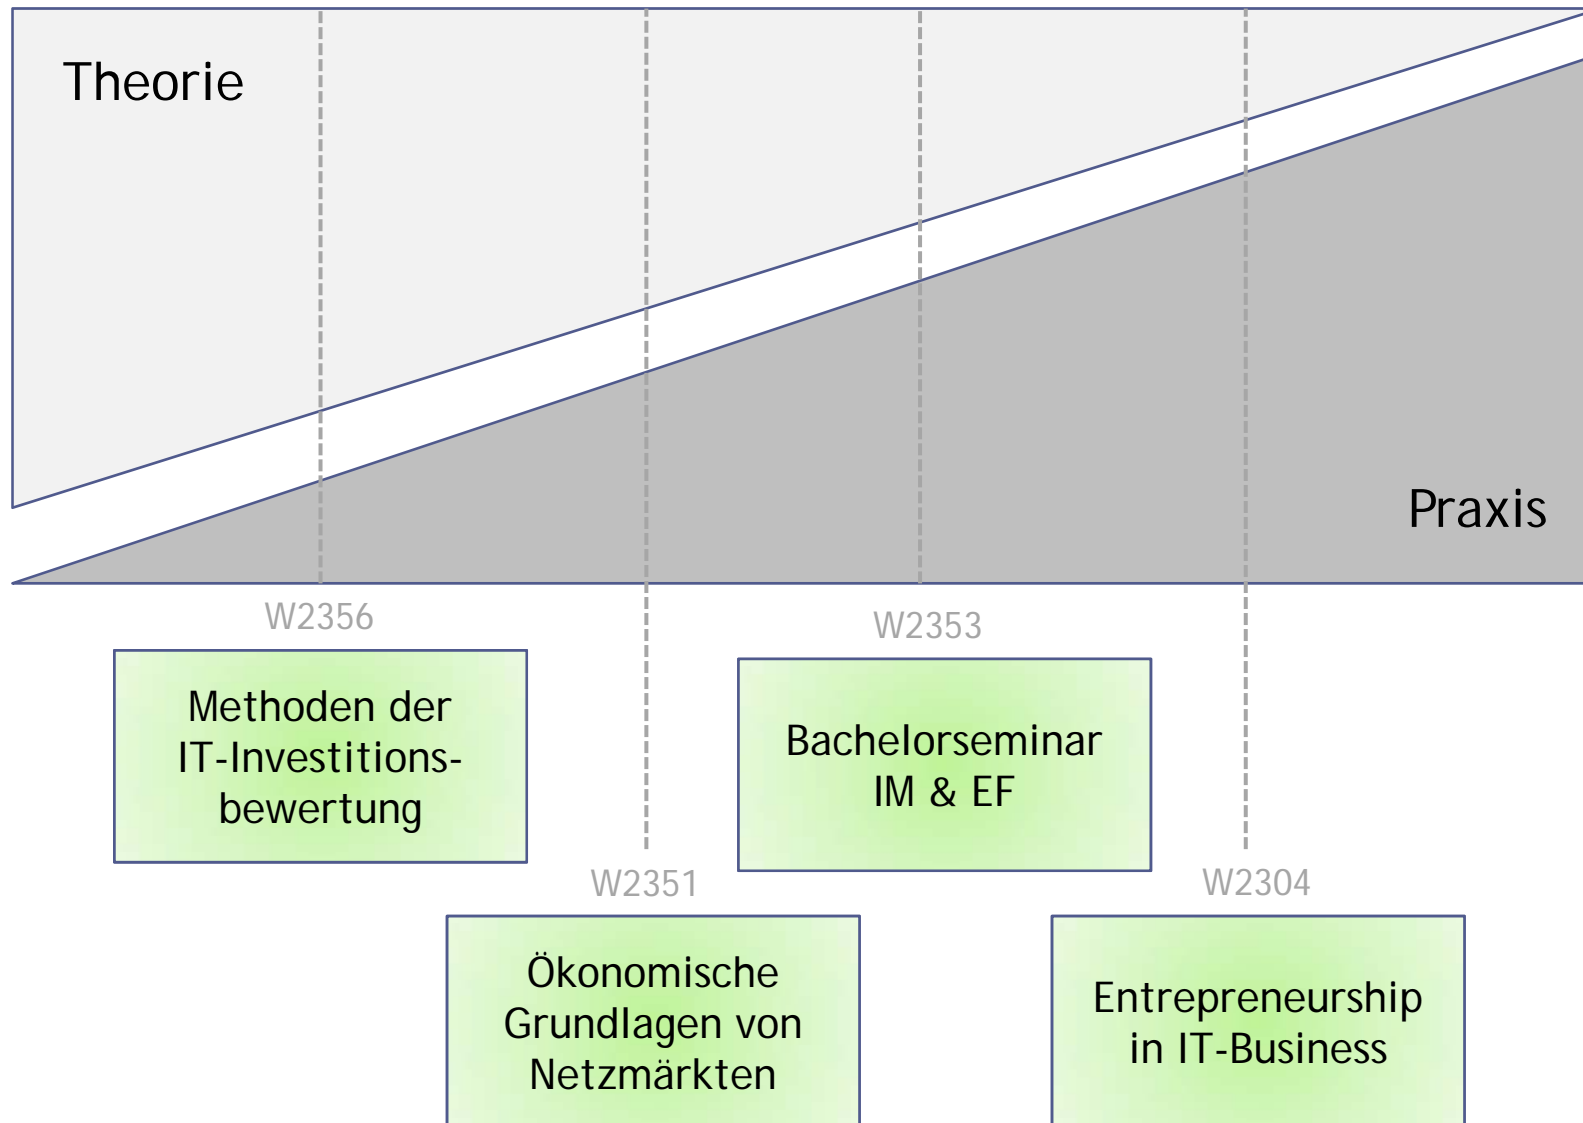 Theorie
Praxis
W2356
Methoden der
IT-Investitions-
bewertung
W2351
Ökonomische
Grundlagen von
Netzmärkten
W2353
Bachelorseminar
IM & EF
W2304
Entrepreneurship
in IT-Business